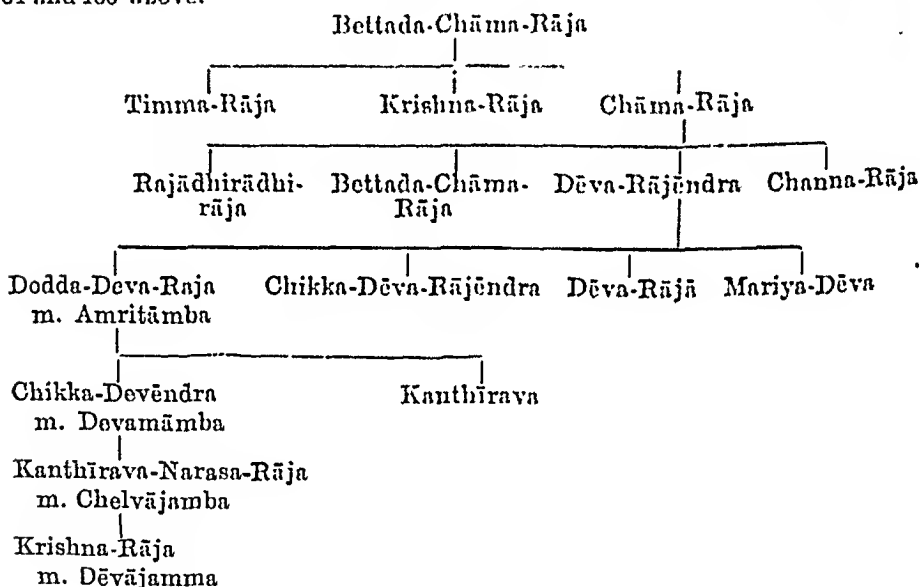 above.
Bettada-Chāma-Rāja
Timma-Rāja Krishna-Rāja Chāma-Rāja
Rajādhirādhi- Bettada-Chāma- Dēva-Rājēndra Channa-Rāja
rāja Rāja
Dodda-Dēva-Raja Chikka-Dēva-Rājēndra Dēva-Rājā Mariya-Dēva
m. Amritāmba
Chikka-Devēndra Kanthīrava
m. Devamāmba
Kanthīrava-Narasa-Rāja
m. Chelvājamba
Krishna-Rāja
m. Dēvājamma